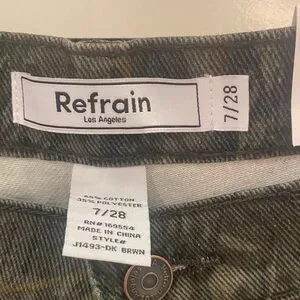 Refrain
Los Angeles
7/28
65% COTTON
35% POLYESTER
7/28
RN# 169554
MADE IN CHINA
STYLE#
J1493-DK BRWN